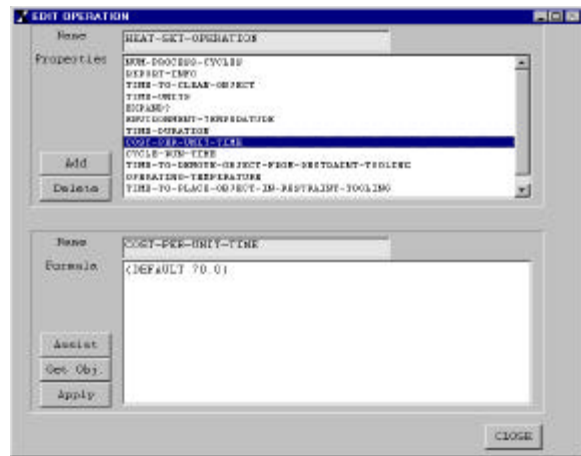 EDIT OPERATION
Name
HEAT-SET-OPERATION
Properties
NUM-PROCESS-CYCLES
REPORT-INFO
TIME-TO-CLEAN-OBJECT
TIME-UNITS
EXPAND?
ENVIRONMENT-TEMPERATURE
TIME-DURATION
COST-PER-UNIT-TIME
CYCLE-RUN-TIME
TIME-TO-REMOVE-OBJECT-FROM-RESTRAINT-TOOLING
OPERATING-TEMPERATURE
TIME-TO-PLACE-OBJECT-IN-RESTRAINT-TOOLING
Add
Delete
Name
COST-PER-UNIT-TIME
Formula
(DEFAULT 70.0)
Assist
Get Obj.
Apply
CLOSE